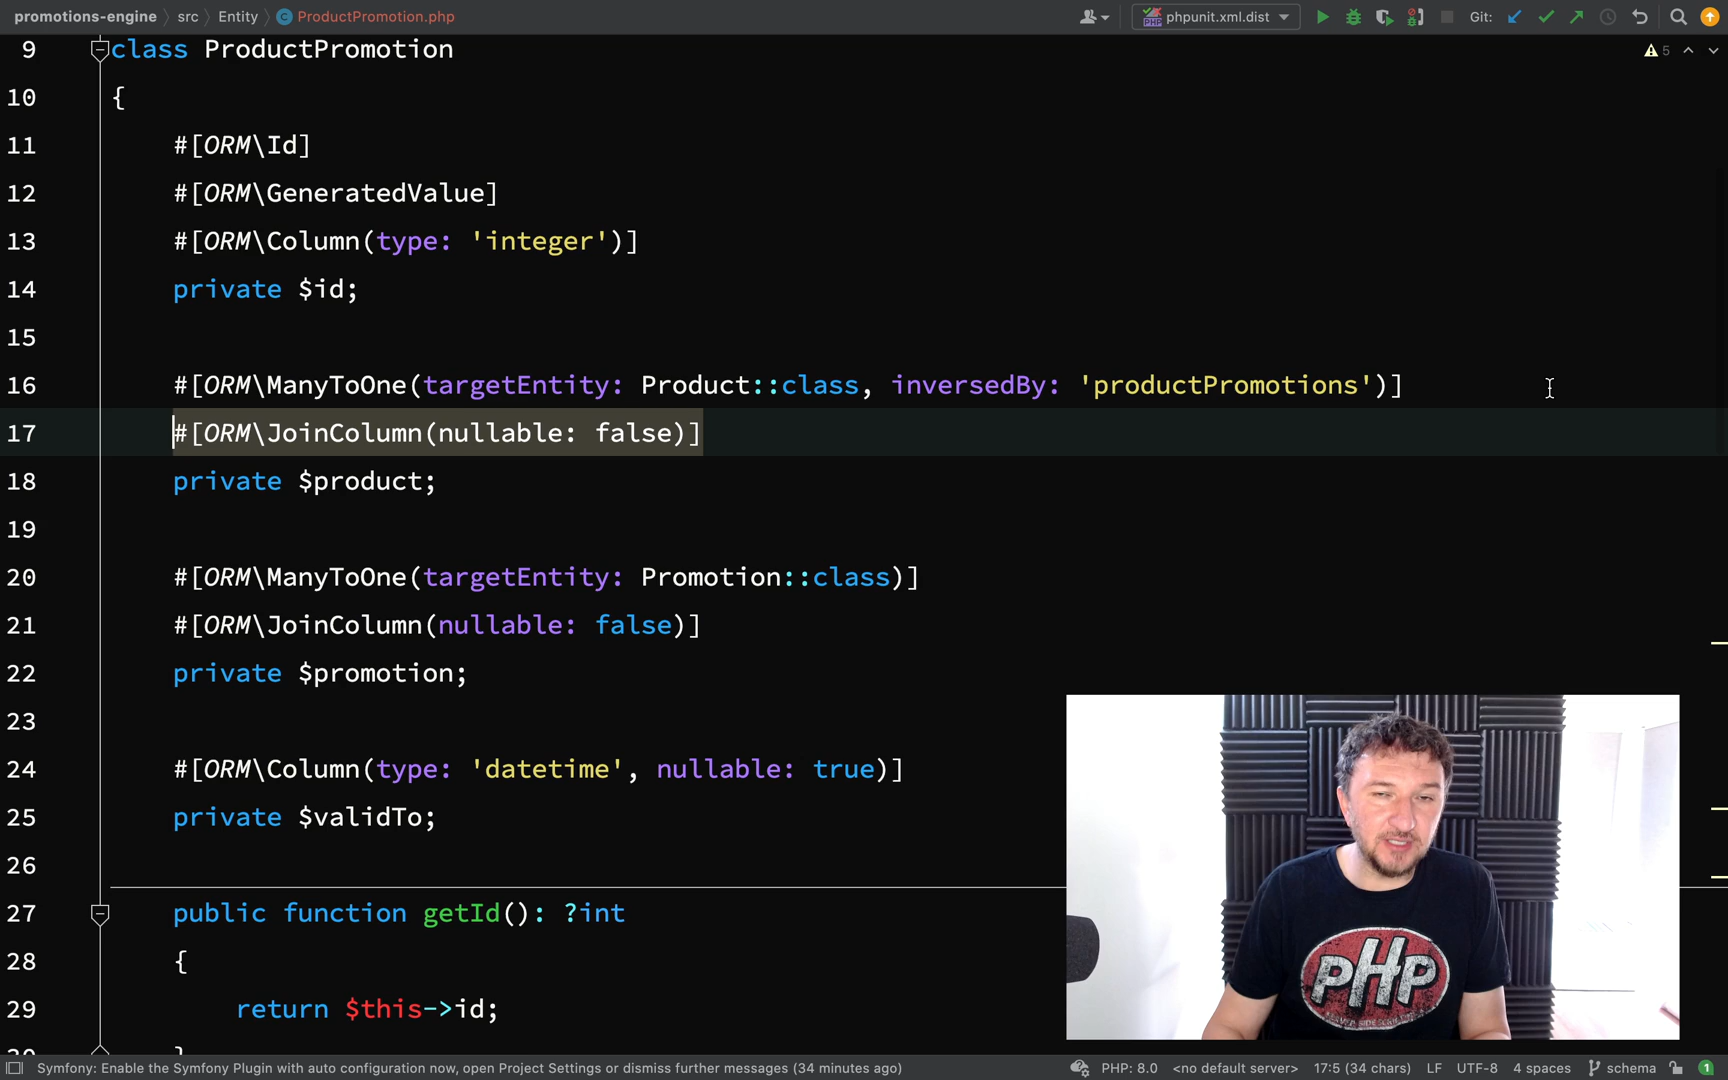 promotions-engine src Entity ProductPromotion.php phpunit.xml.dist Git:
9 class ProductPromotion 5
10 {
11 #[ORM\Id]
12 #[ORM\GeneratedValue]
13 #[ORM\Column(type: 'integer')]
14 private $id;
15
16 #[ORM\ManyToOne(targetEntity: Product::class, inversedBy: 'productPromotions')]
17 #[ORM\JoinColumn(nullable: false)]
18 private $product;
19
20 #[ORM\ManyToOne(targetEntity: Promotion::class)]
21 #[ORM\JoinColumn(nullable: false)]
22 private $promotion;
23
24 #[ORM\Column(type: 'datetime', nullable: true)]
25 private $validTo;
26
27 public function getId(): ?int
28 {
29 return $this->id;
PHP
Symfony: Enable the Symfony Plugin with auto configuration now, open Project Settings or dismiss further messages (34 minutes ago) PHP: 8.0 <no default server> 17:5 (34 chars) LF UTF-8 4 spaces schema 1